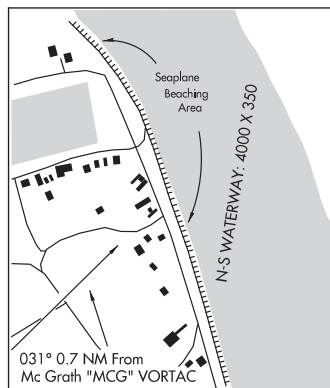 Seaplane
Beaching
Area
N-S WATERWAY: 4000 X 350
031° 0.7 NM From
Mc Grath "MCG" VORTAC